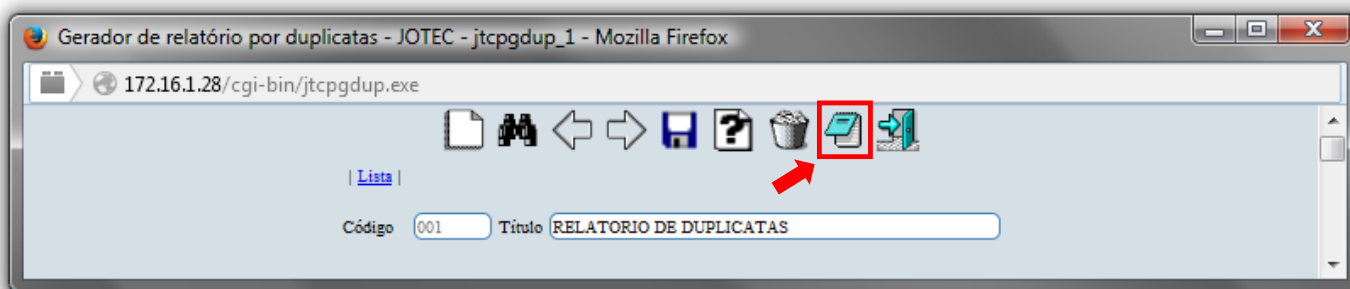 Gerador de relatório por duplicatas - JOTEC - jtcpgdup_1 - Mozilla Firefox
172.16.1.28/cgi-bin/jtcpgdup.exe
| Lista |
Código 001 Título RELATORIO DE DUPLICATAS